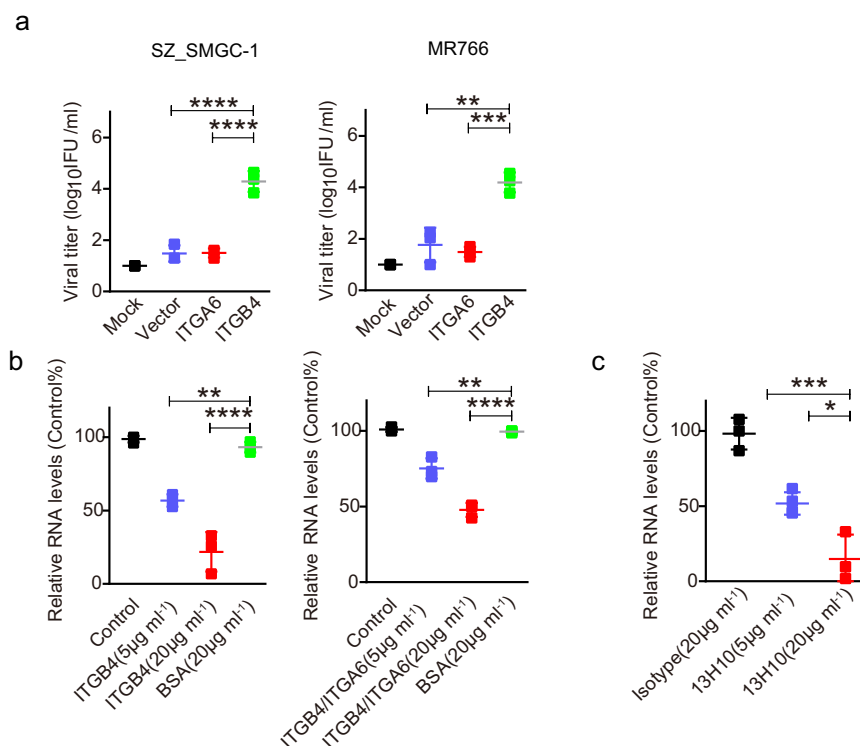 a
SZ_SMGC-1
MR766
Viral titer (log10IFU /ml)
6
4
2
0
****
****
Mock
Vector
ITGA6
ITGB4
Viral titer (log10IFU /ml)
6
4
2
0
**
***
Mock
Vector
ITGA6
ITGB4
b
Relative RNA levels (Control%)
100
50
0
**
****
Control
ITGB4(5µg ml⁻¹)
ITGB4(20µg ml⁻¹)
BSA(20µg ml⁻¹)
Relative RNA levels (Control%)
100
50
0
**
****
Control
ITGB4/ITGA6(5µg ml⁻¹)
ITGB4/ITGA6(20µg ml⁻¹)
BSA(20µg ml⁻¹)
c
Relative RNA levels (Control%)
100
50
0
***
*
Isotype(20µg ml⁻¹)
13H10(5µg ml⁻¹)
13H10(20µg ml⁻¹)